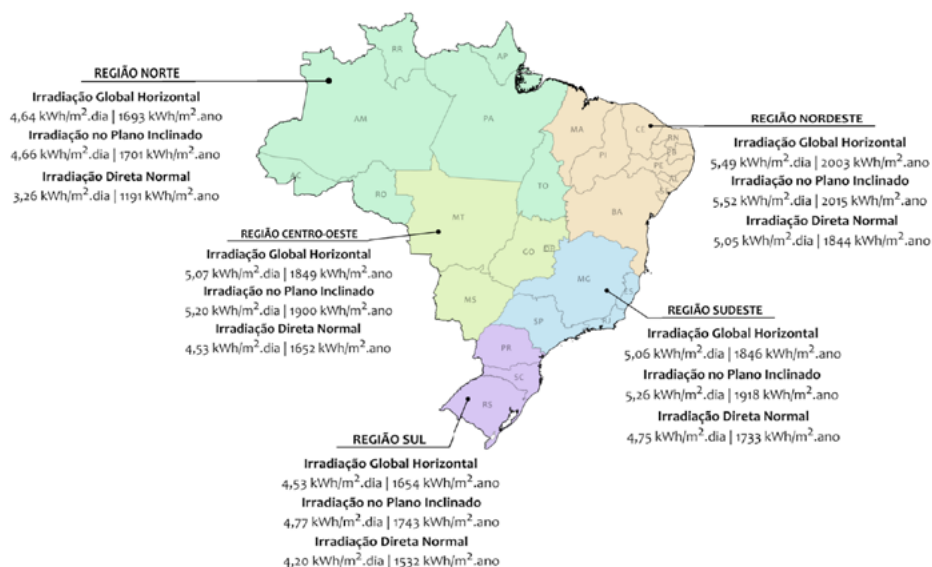 REGIÃO NORTE
Irradiação Global Horizontal
4,64 kWh/m².dia | 1693 kWh/m².ano
Irradiação no Plano Inclinado
4,66 kWh/m².dia | 1701 kWh/m².ano
Irradiação Direta Normal
3,26 kWh/m².dia | 1191 kWh/m².ano
REGIÃO NORDESTE
Irradiação Global Horizontal
5,49 kWh/m².dia | 2003 kWh/m².ano
Irradiação no Plano Inclinado
5,52 kWh/m².dia | 2015 kWh/m².ano
Irradiação Direta Normal
5,05 kWh/m².dia | 1844 kWh/m².ano
REGIÃO CENTRO-OESTE
Irradiação Global Horizontal
5,07 kWh/m².dia | 1849 kWh/m².ano
Irradiação no Plano Inclinado
5,20 kWh/m².dia | 1900 kWh/m².ano
Irradiação Direta Normal
4,53 kWh/m².dia | 1652 kWh/m².ano
REGIÃO SUDESTE
Irradiação Global Horizontal
5,06 kWh/m².dia | 1846 kWh/m².ano
Irradiação no Plano Inclinado
5,26 kWh/m².dia | 1918 kWh/m².ano
Irradiação Direta Normal
4,75 kWh/m².dia | 1733 kWh/m².ano
REGIÃO SUL
Irradiação Global Horizontal
4,53 kWh/m².dia | 1654 kWh/m².ano
Irradiação no Plano Inclinado
4,77 kWh/m².dia | 1743 kWh/m².ano
Irradiação Direta Normal
4,20 kWh/m².dia | 1532 kWh/m².ano
RR
AP
AM
PA
MA
CE
RN
PB
PI
PE
AL
AC
RO
TO
BA
MT
GO
DF
MG
ES
MS
SP
RJ
PR
SC
RS